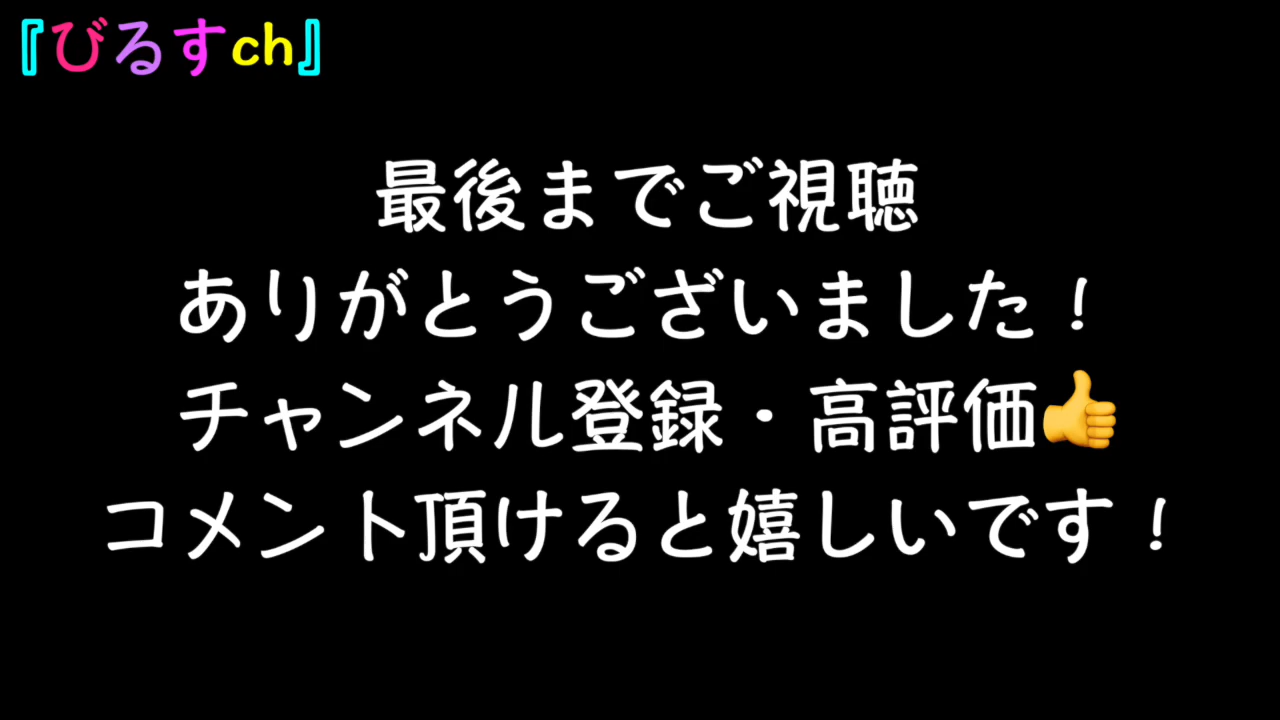 『びるすch』
最後までご視聴
ありがとうございました！
チャンネル登録・高評価👍
コメント頂けると嬉しいです！